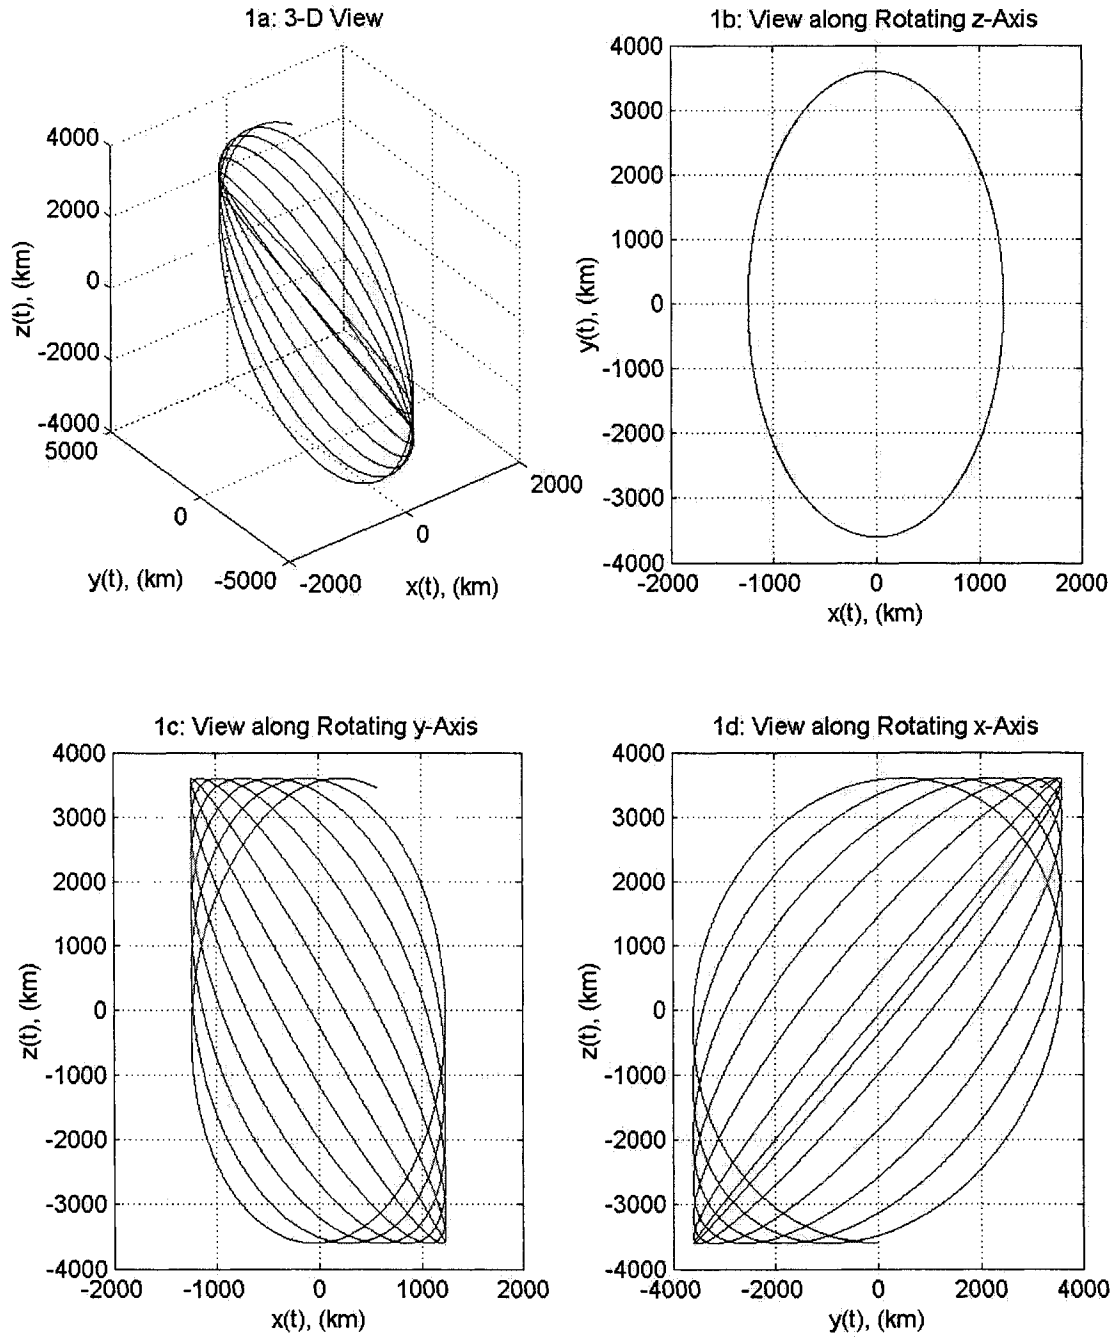 1a: 3-D View
4000
2000
0
-2000
-4000
z(t), (km)
5000
0
-5000
y(t), (km)
-2000
0
2000
x(t), (km)
1b: View along Rotating z-Axis
4000
3000
2000
1000
0
-1000
-2000
-3000
-4000
y(t), (km)
-2000 -1000 0 1000 2000
x(t), (km)
1c: View along Rotating y-Axis
4000
3000
2000
1000
0
-1000
-2000
-3000
-4000
z(t), (km)
-2000 -1000 0 1000 2000
x(t), (km)
1d: View along Rotating x-Axis
4000
3000
2000
1000
0
-1000
-2000
-3000
-4000
z(t), (km)
-4000 -2000 0 2000 4000
y(t), (km)